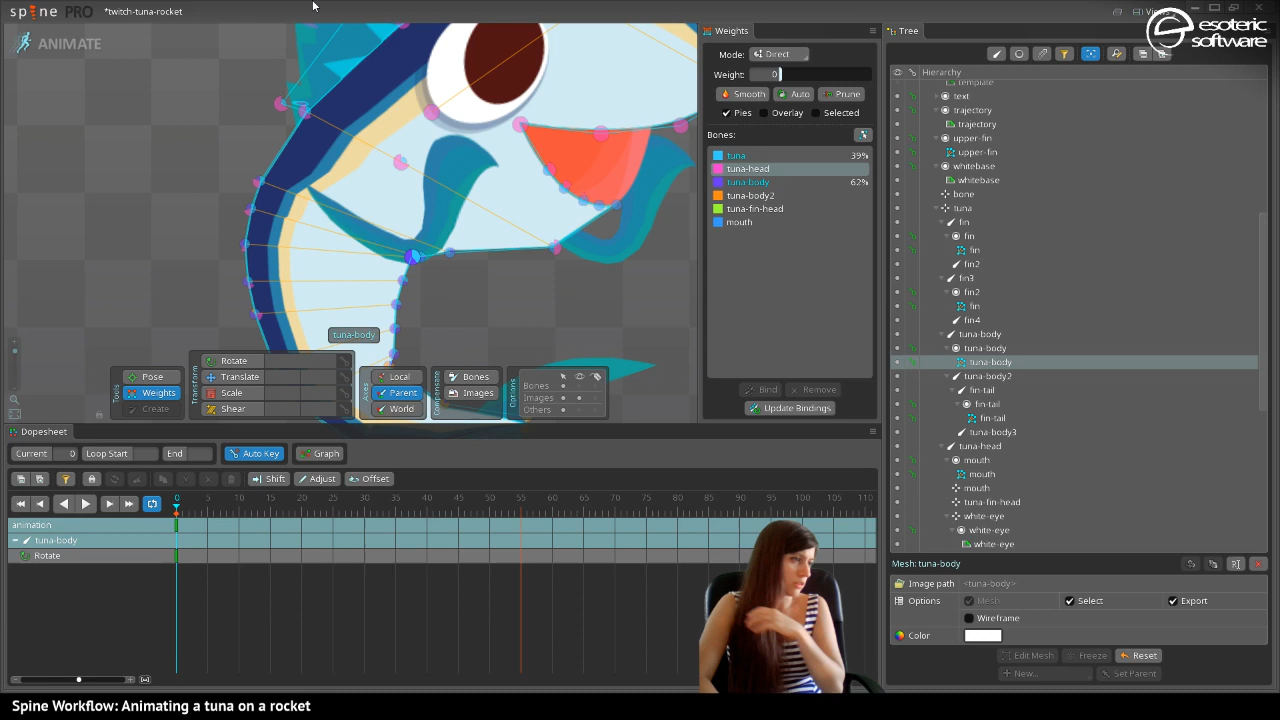 spine PRO *twitch-tuna-rocket
View
esoteric
software
ANIMATE
Weights
Mode: Direct
Weight: 0
Smooth Auto Prune
Pies Overlay Selected
Bones:
tuna 39%
tuna-head
tuna-body 62%
tuna-body2
tuna-fin-head
mouth
Bind Remove
Update Bindings
Tree
Hierarchy
template
text
trajectory
trajectory
upper-fin
upper-fin
whitebase
whitebase
bone
tuna
fin
fin
fin
fin2
fin3
fin2
fin
fin4
tuna-body
tuna-body
tuna-body
tuna-body2
fin-tail
fin-tail
fin-tail
tuna-body3
tuna-head
mouth
mouth
mouth
tuna-fin-head
white-eye
white-eye
white-eye
Mesh: tuna-body
Image path <tuna-body>
Options Mesh Select Export
Wireframe
Color
Edit Mesh Freeze Reset
New... Set Parent
tuna-body
Tools
Pose
Weights
Create
Transform
Rotate
Translate
Scale
Shear
Axes
Local
Parent
World
Compensate
Bones
Images
Options
Bones
Images
Others
Dopesheet
Current 0 Loop Start End Auto Key Graph
Shift Adjust Offset
0 5 10 15 20 25 30 35 40 45 50 55 60 65 70 75 80 85 90 95 100 105 110
animation
tuna-body
Rotate
Spine Workflow: Animating a tuna on a rocket